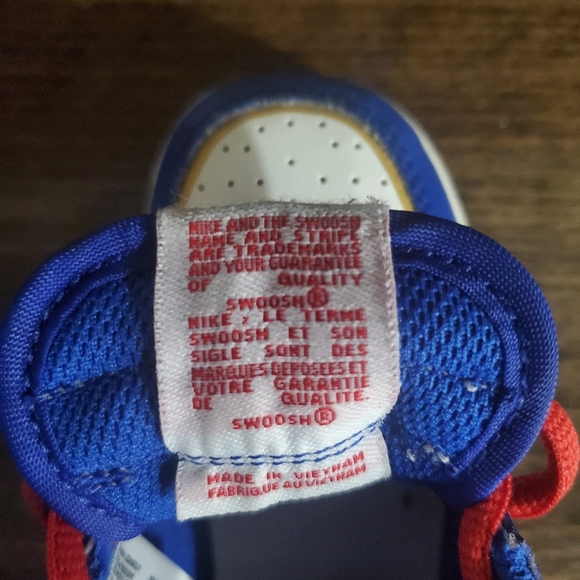 NIKE AND THE SWOOSH
NAME AND STRIPE
ARE TRADEMARKS
AND YOUR GUARANTEE
OF QUALITY
SWOOSH®
NIKE, LE TERME
SWOOSH ET SON
SIGLE SONT DES
MARQUES DEPOSEES ET
VOTRE GARANTIE
DE QUALITE.
SWOOSH®
MADE IN VIETNAM
FABRIQUE AU VIETNAM